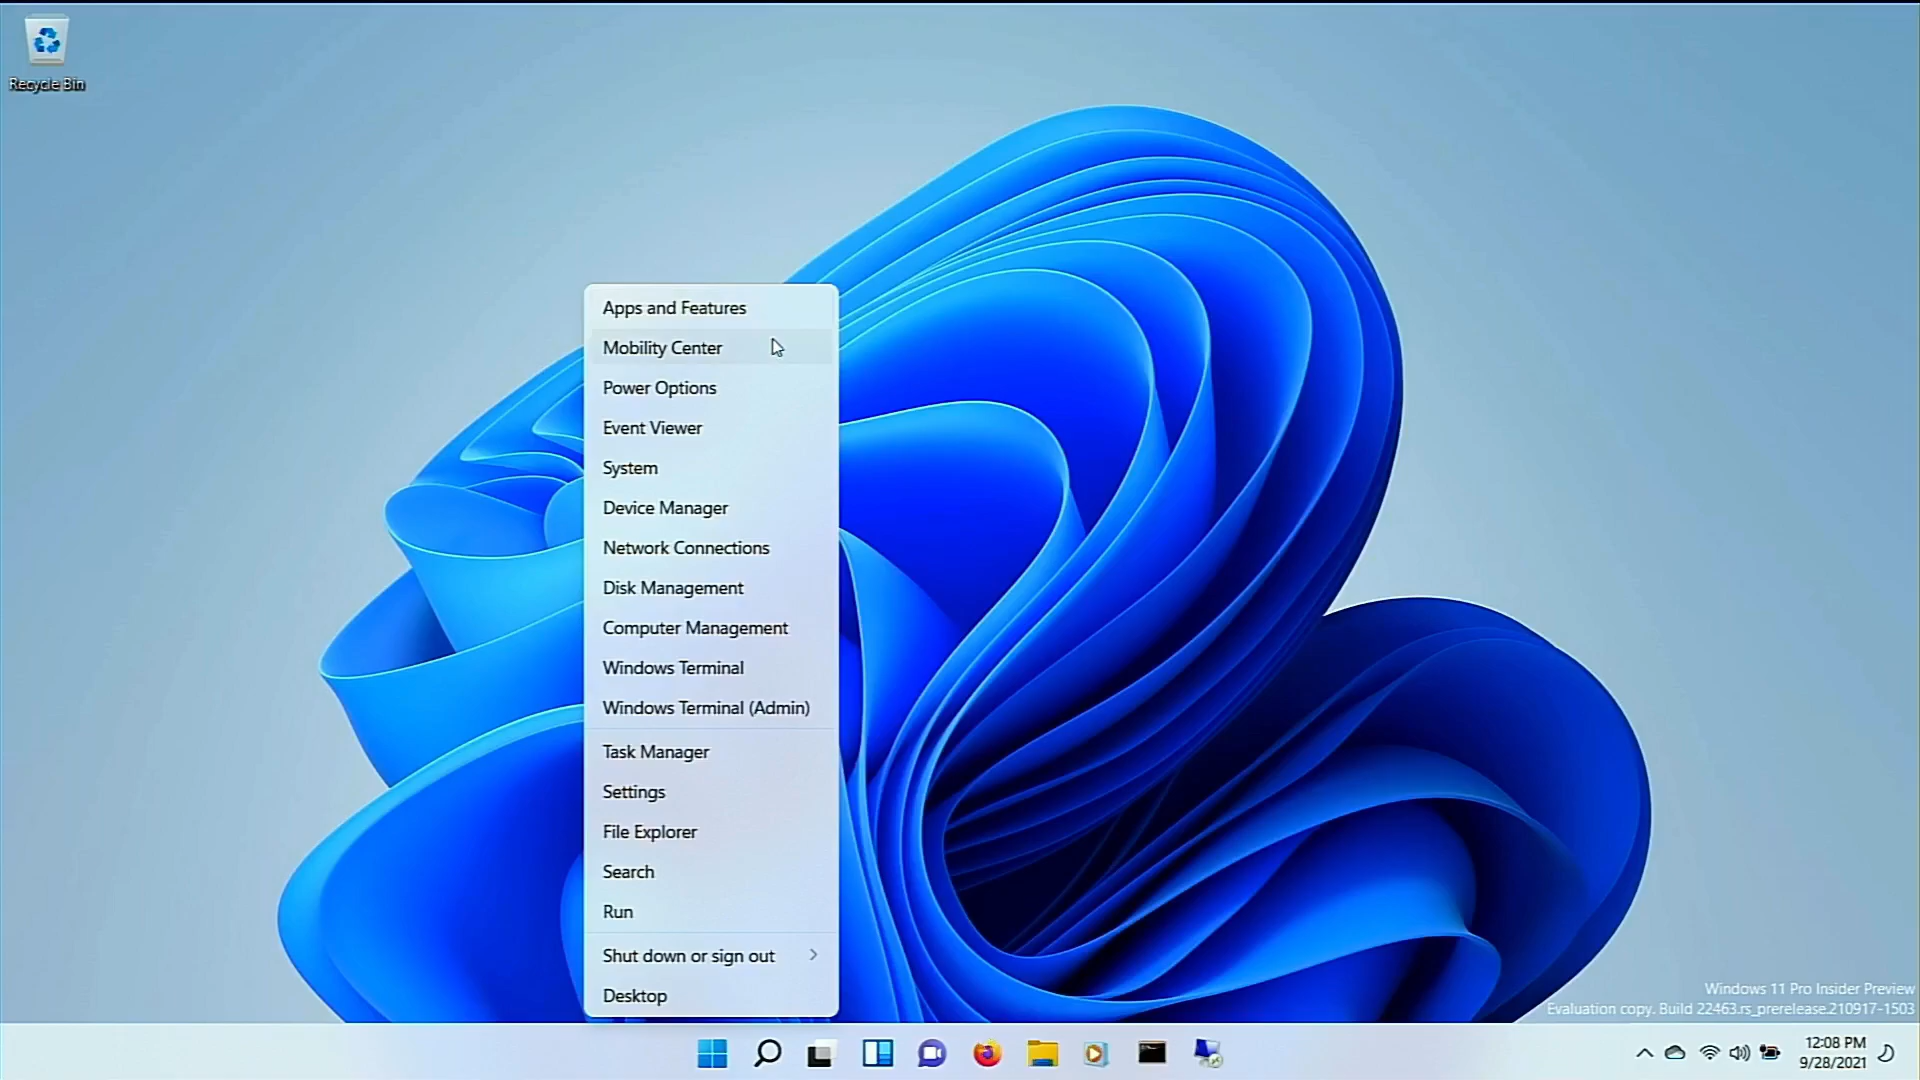 Recycle Bin
Apps and Features
Mobility Center
Power Options
Event Viewer
System
Device Manager
Network Connections
Disk Management
Computer Management
Windows Terminal
Windows Terminal (Admin)
Task Manager
Settings
File Explorer
Search
Run
Shut down or sign out
Desktop
Windows 11 Pro Insider Preview
Evaluation copy. Build 22463.rs_prerelease.210917-1503
12:08 PM
9/28/2021